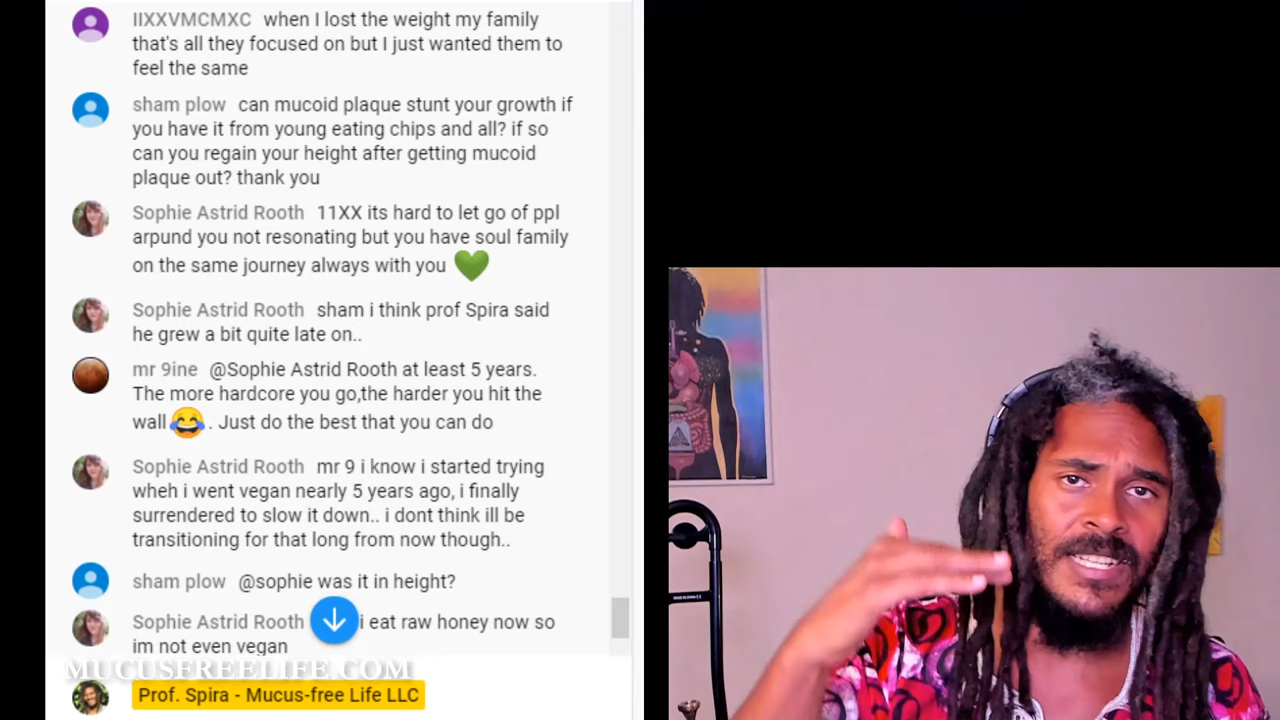 IIXXVMCMXC when I lost the weight my family
that's all they focused on but I just wanted them to
feel the same
sham plow can mucoid plaque stunt your growth if
you have it from young eating chips and all? if so
can you regain your height after getting mucoid
plaque out? thank you
Sophie Astrid Rooth 11XX its hard to let go of ppl
arpund you not resonating but you have soul family
on the same journey always with you 💚
Sophie Astrid Rooth sham i think prof Spira said
he grew a bit quite late on..
mr 9ine @Sophie Astrid Rooth at least 5 years.
The more hardcore you go,the harder you hit the
wall😂. Just do the best that you can do
Sophie Astrid Rooth mr 9 i know i started trying
wheh i went vegan nearly 5 years ago, i finally
surrendered to slow it down.. i dont think ill be
transitioning for that long from now though..
sham plow @sophie was it in height?
Sophie Astrid Rooth i eat raw honey now so
im not even vegan
MUCUSFREELIFE.COM
Prof. Spira - Mucus-free Life LLC